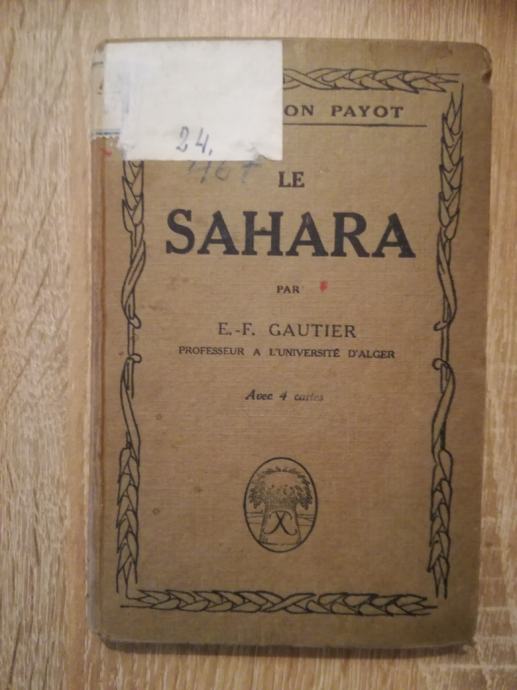 ON PAYOT
24.
LE
SAHARA
PAR
E.-F. GAUTIER
PROFESSEUR A L'UNIVERSITÉ D'ALGER
Avec 4 cartes